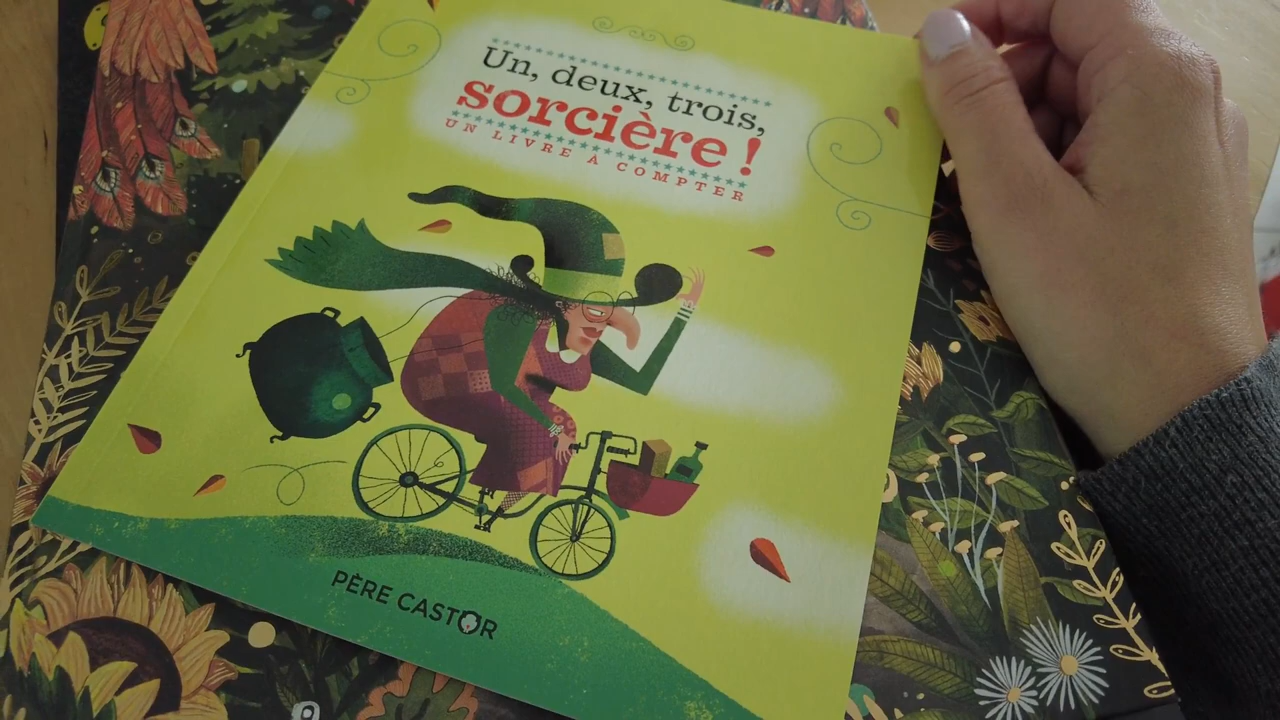 Un, deux, trois,
sorcière !
UN LIVRE À COMPTER
PÈRE CASTOR